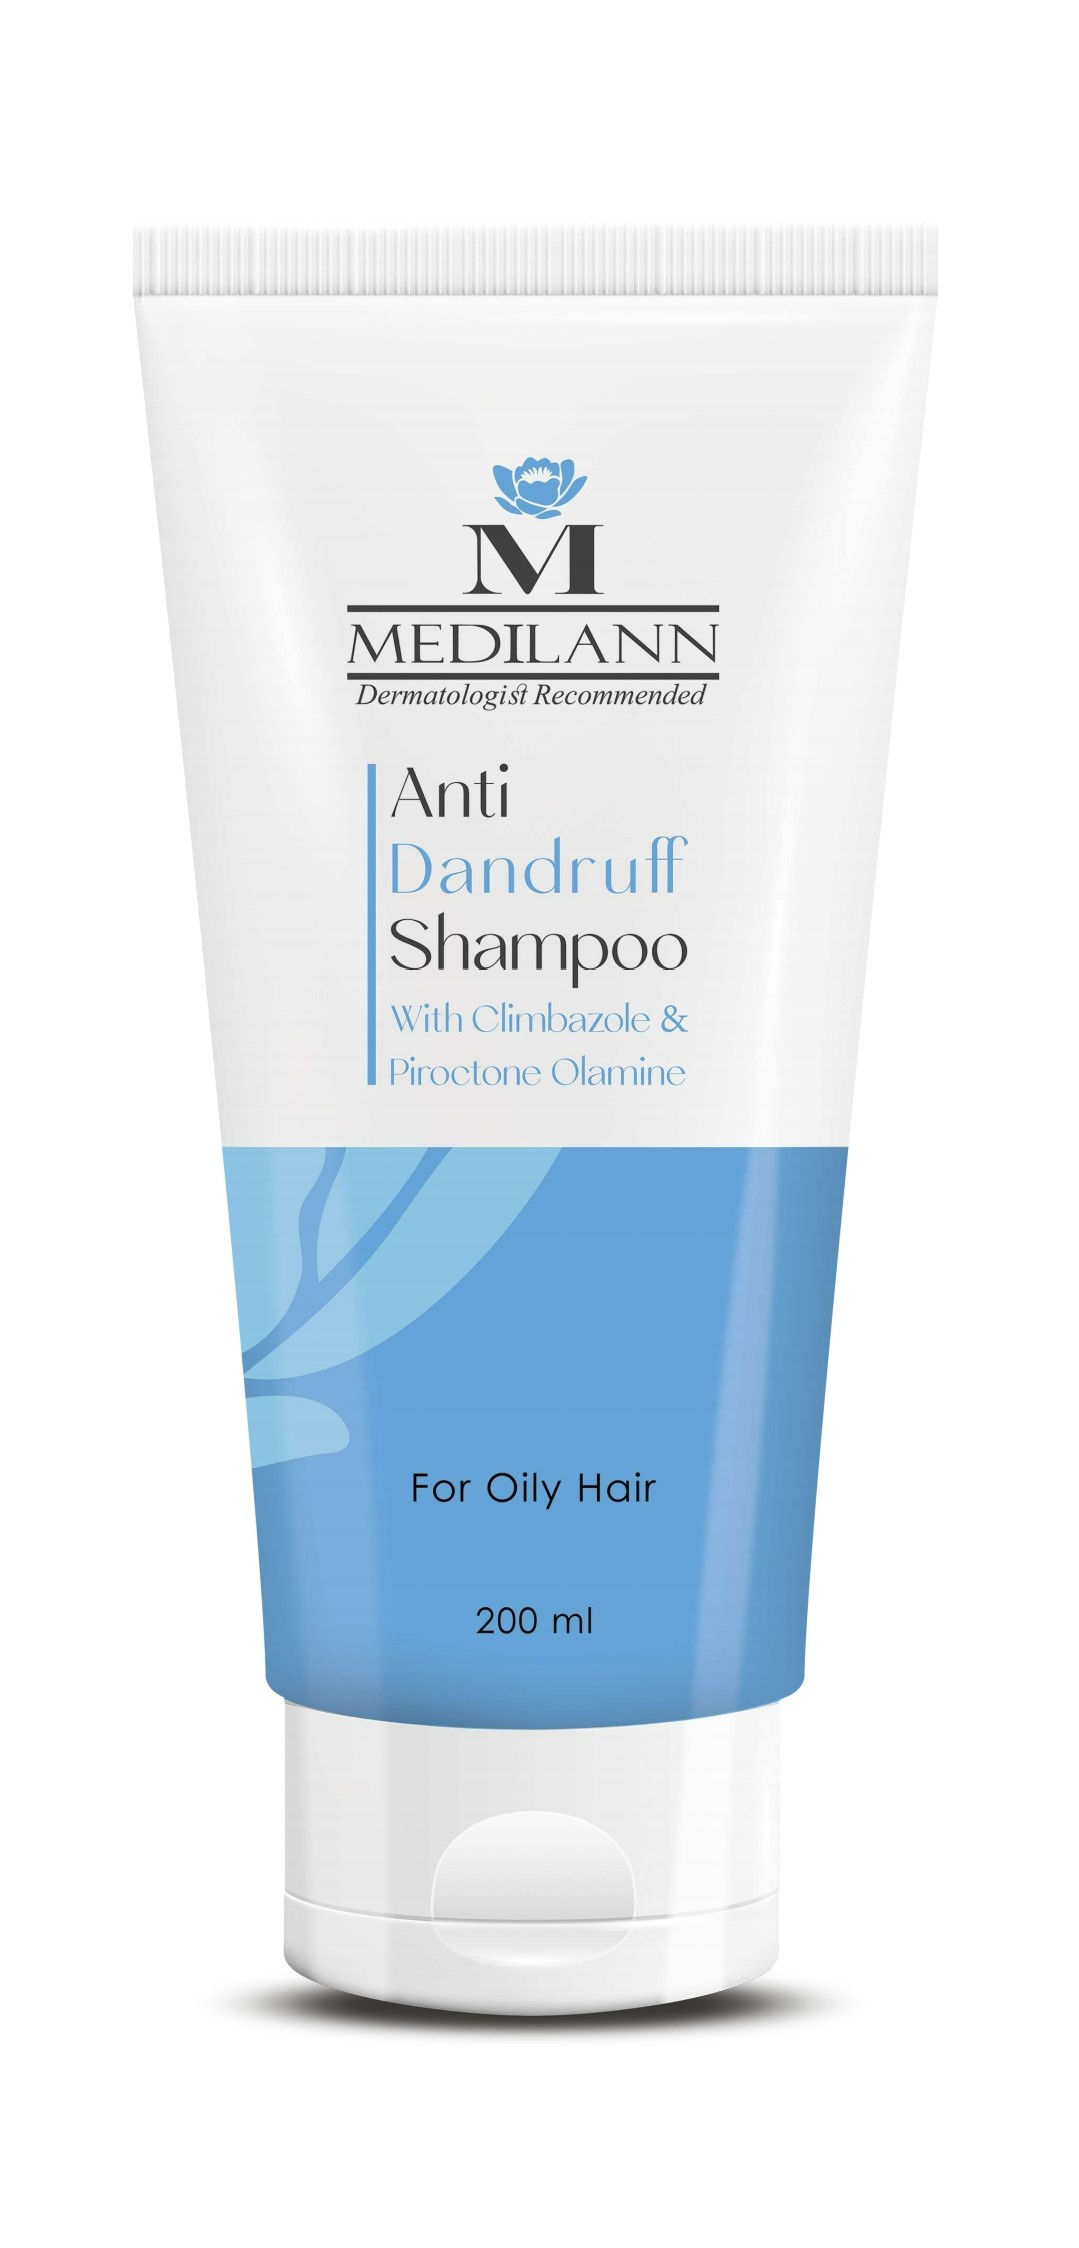 M
MEDILANN
Dermatologist Recommended
Anti
Dandruff
Shampoo
With Climbazole &
Piroctone Olamine
For Oily Hair
200 ml